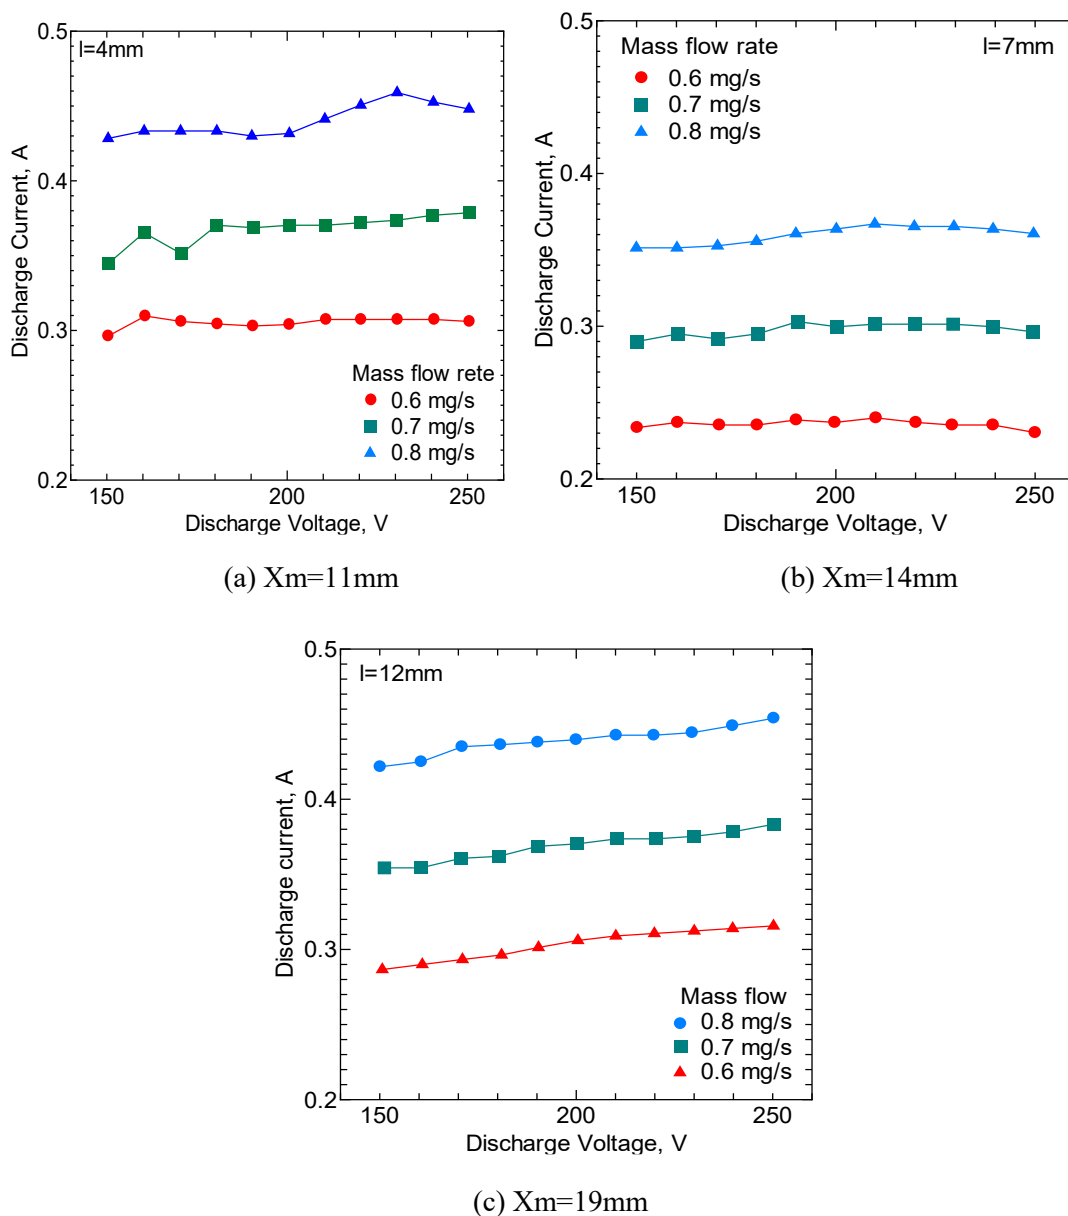 l=4mm
0.5
0.4
0.3
0.2
Discharge Current, A
Mass flow rete
0.6 mg/s
0.7 mg/s
0.8 mg/s
150
200
250
Discharge Voltage, V
(a) Xm=11mm
Mass flow rate
l=7mm
0.6 mg/s
0.7 mg/s
0.8 mg/s
0.5
0.4
0.3
0.2
Discharge Current, A
150
200
250
Discharge Voltage, V
(b) Xm=14mm
l=12mm
0.5
0.4
0.3
0.2
Discharge current, A
Mass flow
0.8 mg/s
0.7 mg/s
0.6 mg/s
150
200
250
Discharge Voltage, V
(c) Xm=19mm